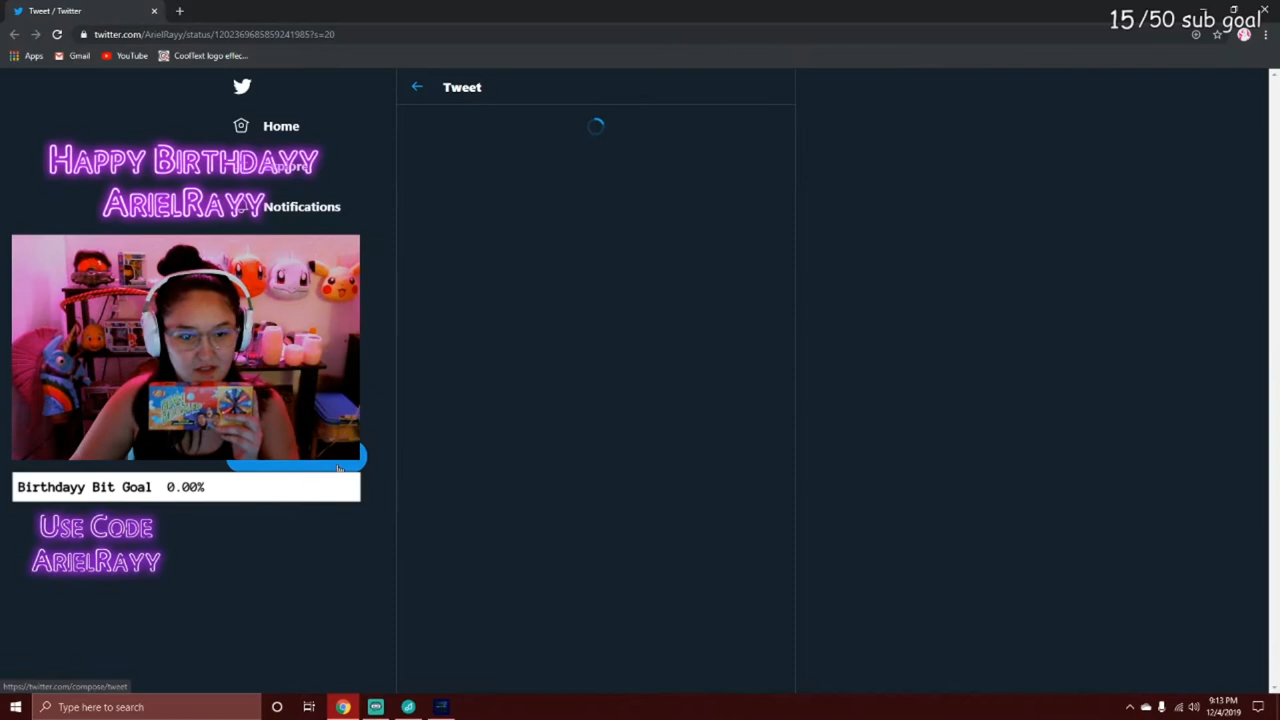 Tweet / Twitter
15/50 sub goal
twitter.com/ArielRayy/status/1202369685859241985?s=20
Apps
Gmail
YouTube
CoolText logo effec...
Tweet
Home
Happy Birthdayy
ArielRayy
Notifications
Birthdayy Bit Goal 0.00%
Use Code
ArielRayy
https://twitter.com/compose/tweet
Type here to search
9:13 PM
12/4/2019